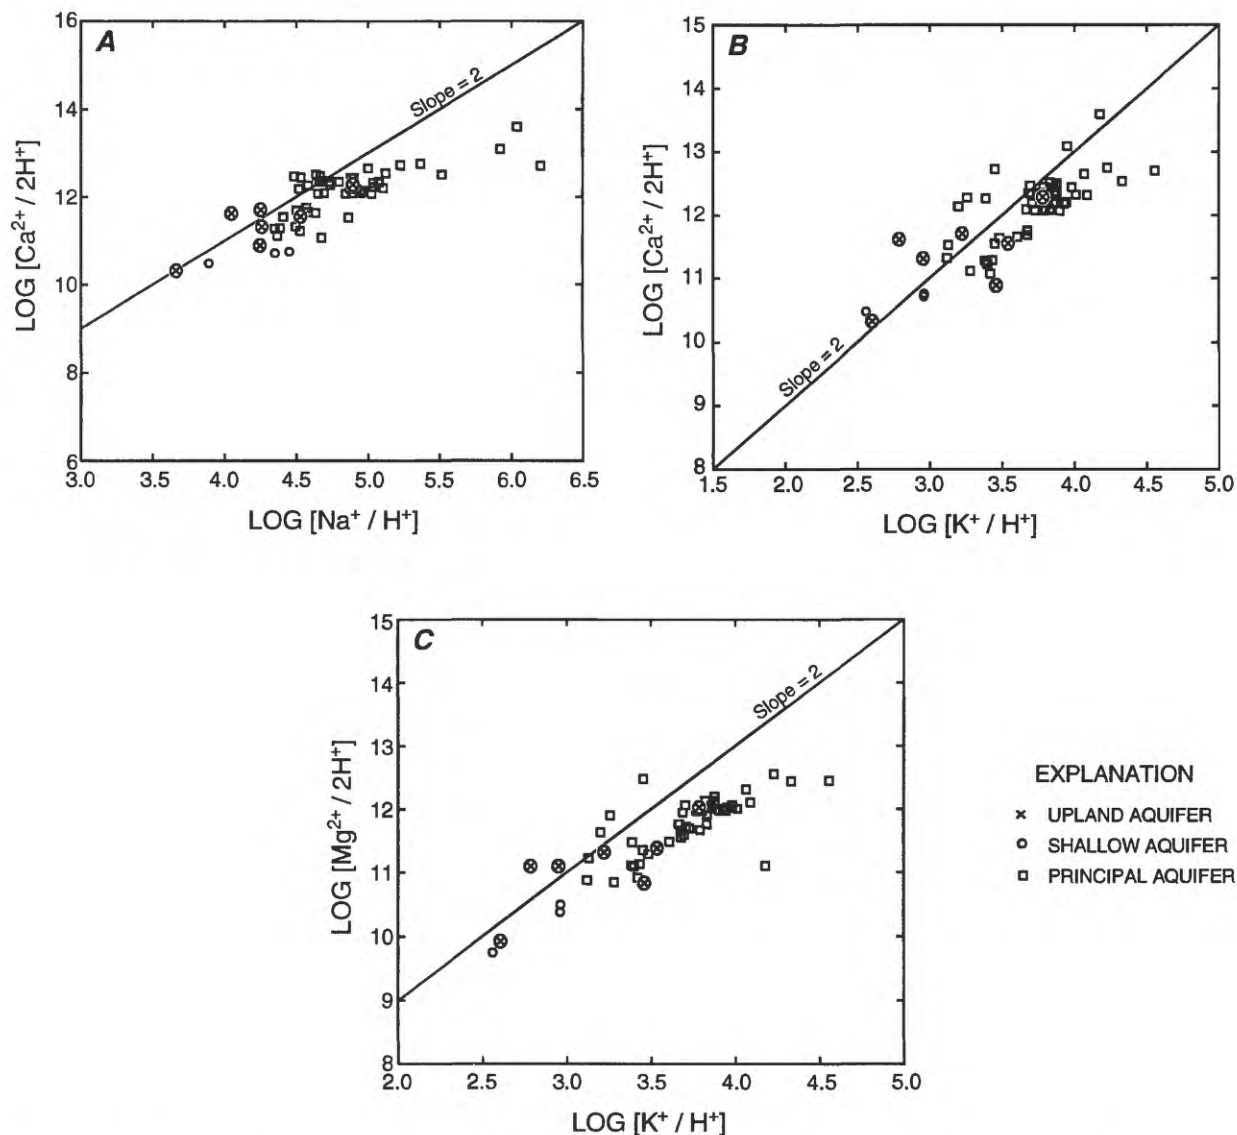 A
LOG [Ca2+ / 2H+]
16
14
12
10
8
6
Slope = 2
3.0 3.5 4.0 4.5 5.0 5.5 6.0 6.5
LOG [Na+ / H+]
B
LOG [Ca2+ / 2H+]
15
14
13
12
11
10
9
8
Slope = 2
1.5 2.0 2.5 3.0 3.5 4.0 4.5 5.0
LOG [K+ / H+]
C
LOG [Mg2+ / 2H+]
15
14
13
12
11
10
9
8
Slope = 2
2.0 2.5 3.0 3.5 4.0 4.5 5.0
LOG [K+ / H+]
EXPLANATION
× UPLAND AQUIFER
○ SHALLOW AQUIFER
□ PRINCIPAL AQUIFER